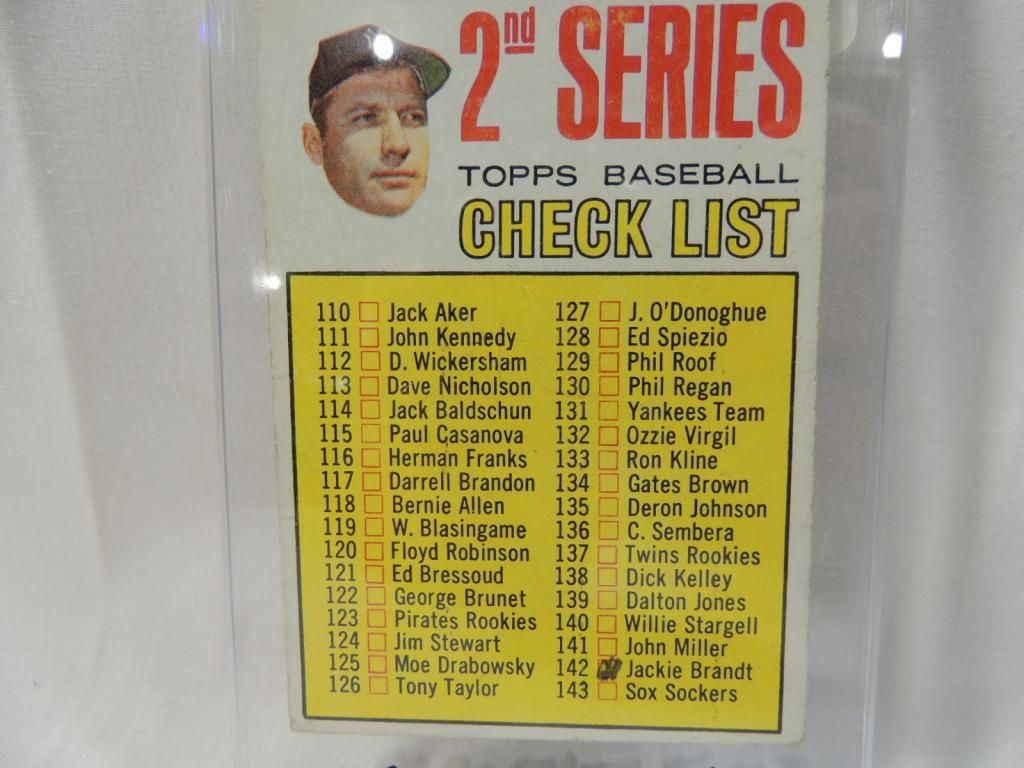 2nd SERIES
TOPPS BASEBALL
CHECK LIST
110 Jack Aker
111 John Kennedy
112 D. Wickersham
113 Dave Nicholson
114 Jack Baldschun
115 Paul Casanova
116 Herman Franks
117 Darrell Brandon
118 Bernie Allen
119 W. Blasingame
120 Floyd Robinson
121 Ed Bressoud
122 George Brunet
123 Pirates Rookies
124 Jim Stewart
125 Moe Drabowsky
126 Tony Taylor
127 J. O'Donoghue
128 Ed Spiezio
129 Phil Roof
130 Phil Regan
131 Yankees Team
132 Ozzie Virgil
133 Ron Kline
134 Gates Brown
135 Deron Johnson
136 C. Sembera
137 Twins Rookies
138 Dick Kelley
139 Dalton Jones
140 Willie Stargell
141 John Miller
142 Jackie Brandt
143 Sox Sockers